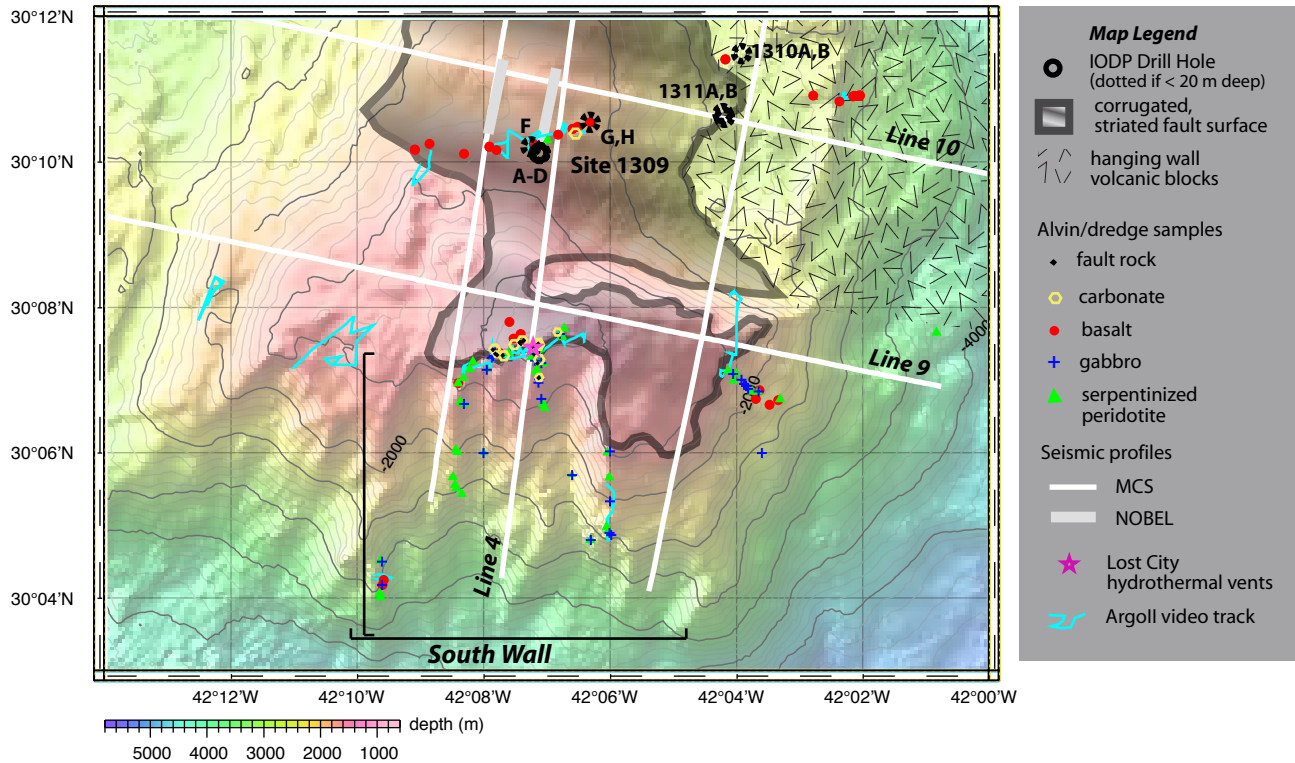 30°12'N
30°10'N
30°08'N
30°06'N
30°04'N
1310A,B
1311A,B
Line 10
F
G,H
Site 1309
A-D
Line 9
-4000
-2000
-2000
Line 4
South Wall
42°12'W
42°10'W
42°08'W
42°06'W
42°04'W
42°02'W
42°00'W
depth (m)
5000
4000
3000
2000
1000
Map Legend
IODP Drill Hole
(dotted if < 20 m deep)
corrugated,
striated fault surface
hanging wall
volcanic blocks
Alvin/dredge samples
fault rock
carbonate
basalt
gabbro
serpentinized
peridotite
Seismic profiles
MCS
NOBEL
Lost City
hydrothermal vents
ArgoII video track